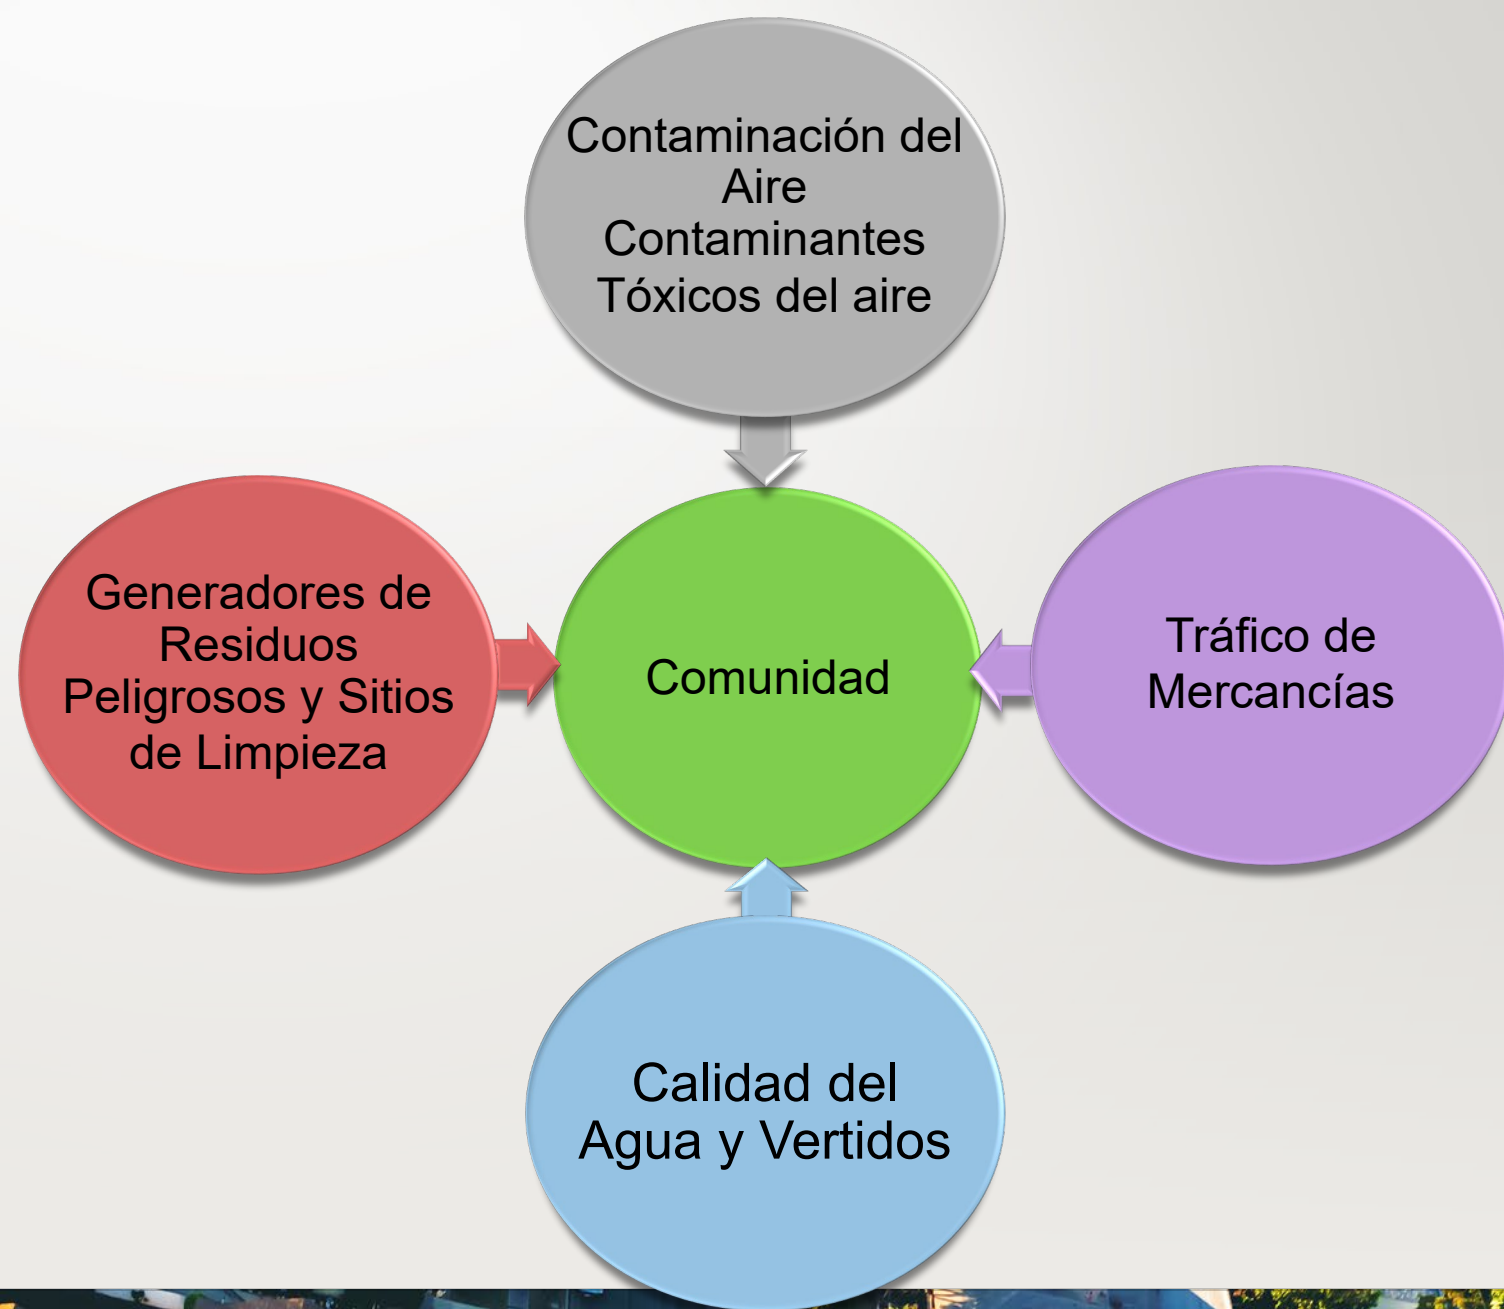 Contaminación del
Aire
Contaminantes
Tóxicos del aire
Generadores de
Residuos
Peligrosos y Sitios
de Limpieza
Comunidad
Tráfico de
Mercancías
Calidad del
Agua y Vertidos